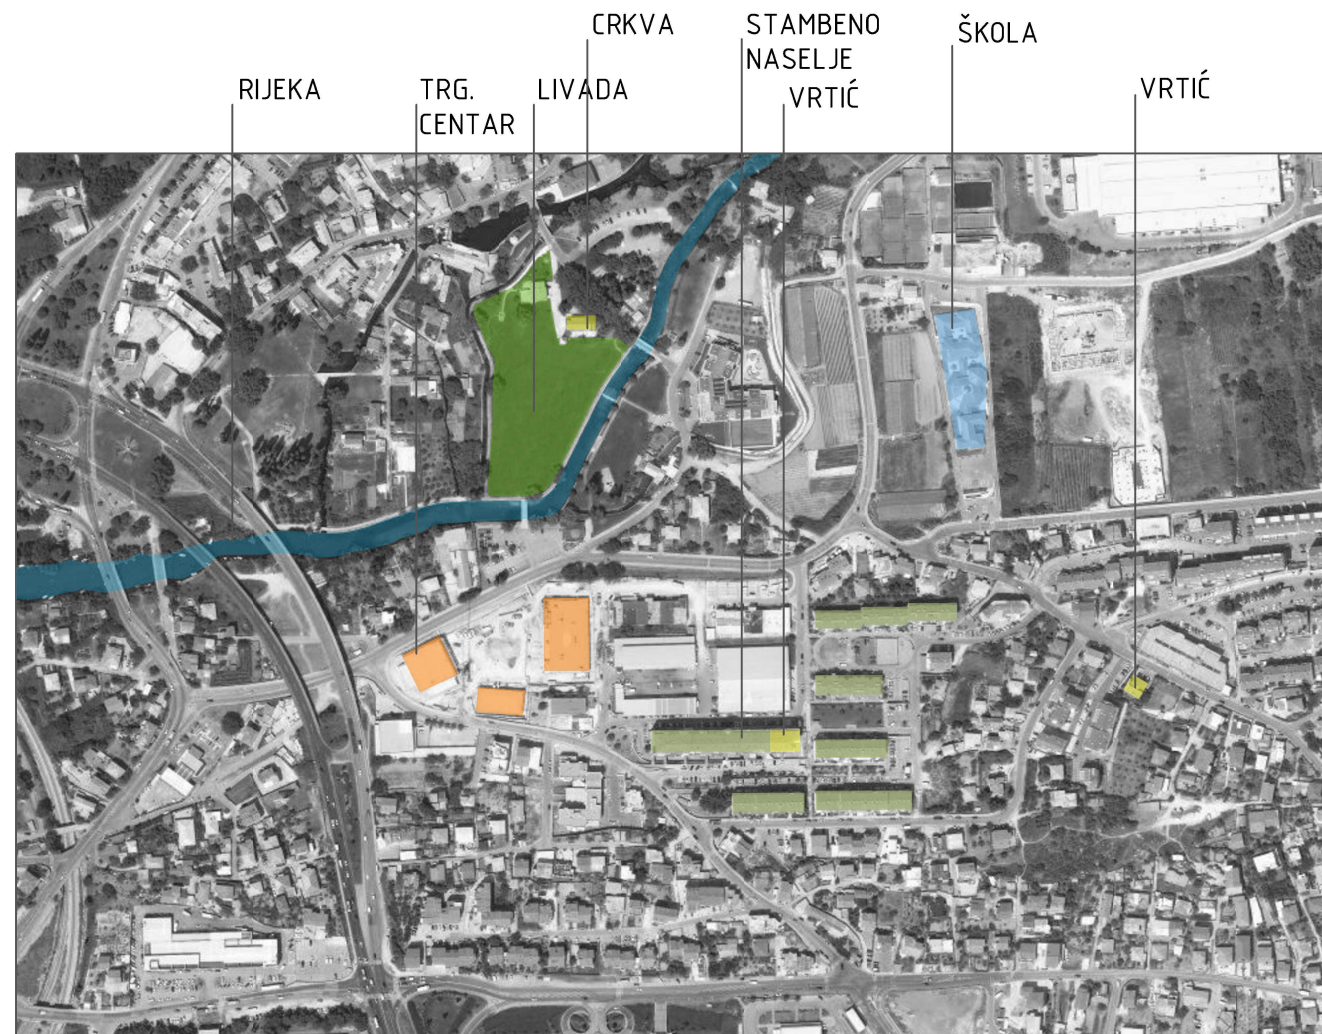 CRKVA
STAMBENO
NASELJE
ŠKOLA
RIJEKA
TRG.
CENTAR
LIVADA
VRTIĆ
VRTIĆ